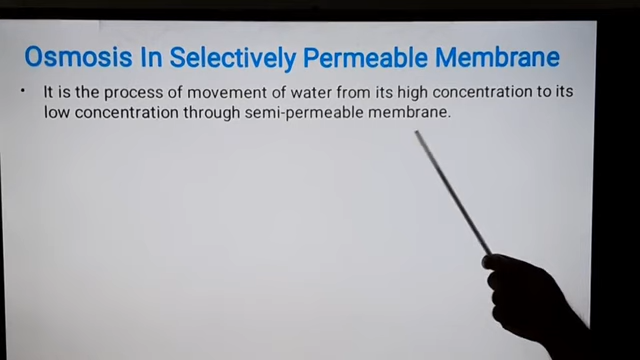 Osmosis In Selectively Permeable Membrane
• It is the process of movement of water from its high concentration to its
low concentration through semi-permeable membrane.